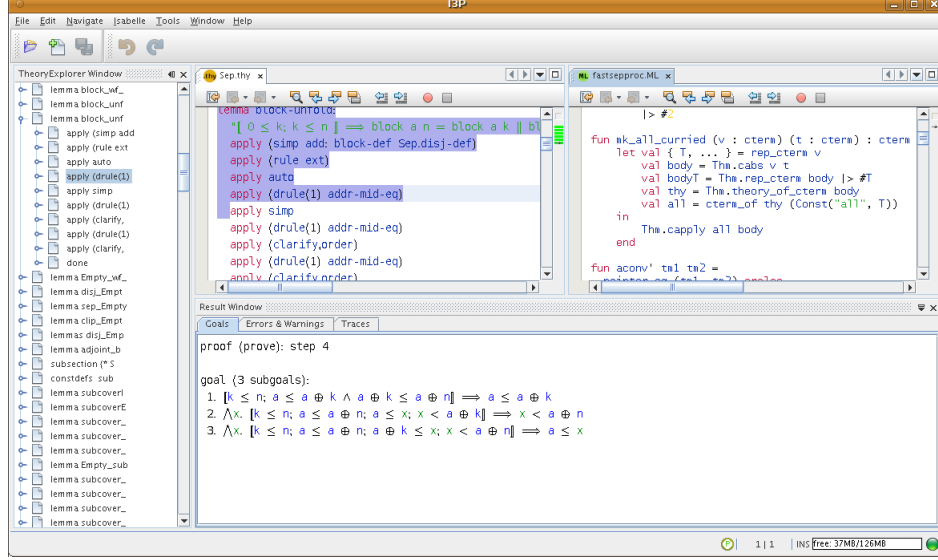 I3P
File Edit Navigate Isabelle Tools Window Help
TheoryExplorer Window
lemma block_wf_
lemma block_unf
lemma block_unf
apply (simp add
apply (rule ext
apply auto
apply (drule(1)
apply simp
apply (drule(1)
apply (clarify,
apply (drule(1)
apply (clarify,
done
lemma Empty_wf_
lemma disj_Empt
lemma sep_Empty
lemma clip_Empt
lemmas disj_Emp
lemma adjoint_b
subsection (* S
constdefs sub
lemma subcoverI
lemma subcoverE
lemma subcover_
lemma subcover_
lemma subcover_
lemma Empty_sub
lemma subcover_
lemma subcover_
lemma subcover_
lemma subcover_
thy Sep.thy x
lemma block-unfold:
"⟦ 0 ≤ k; k ≤ n ⟧ ⟹ block a n = block a k ∥ bl
apply (simp add: block-def Sep.disj-def)
apply (rule ext)
apply auto
apply (drule(1) addr-mid-eq)
apply simp
apply (drule(1) addr-mid-eq)
apply (clarify,order)
apply (drule(1) addr-mid-eq)
apply (clarify,order)
ML fastsepproc.ML x
|> #2
fun mk_all_curried (v : cterm) (t : cterm) : cterm
let val { T, ... } = rep_cterm v
val body = Thm.cabs v t
val bodyT = Thm.rep_cterm body |> #T
val thy = Thm.theory_of_cterm body
val all = cterm_of thy (Const("all", T))
in
Thm.capply all body
end
fun aconv' tm1 tm2 =
pointer_eq (tm1, tm2) orelse
Result Window
Goals Errors & Warnings Traces
proof (prove): step 4
goal (3 subgoals):
1. ⟦k ≤ n; a ≤ a ⊕ k ∧ a ⊕ k ≤ a ⊕ n⟧ ⟹ a ≤ a ⊕ k
2. ⋀x. ⟦k ≤ n; a ≤ a ⊕ n; a ≤ x; x < a ⊕ k⟧ ⟹ x < a ⊕ n
3. ⋀x. ⟦k ≤ n; a ≤ a ⊕ n; a ⊕ k ≤ x; x < a ⊕ n⟧ ⟹ a ≤ x
P 1|1 INS free: 37MB/126MB